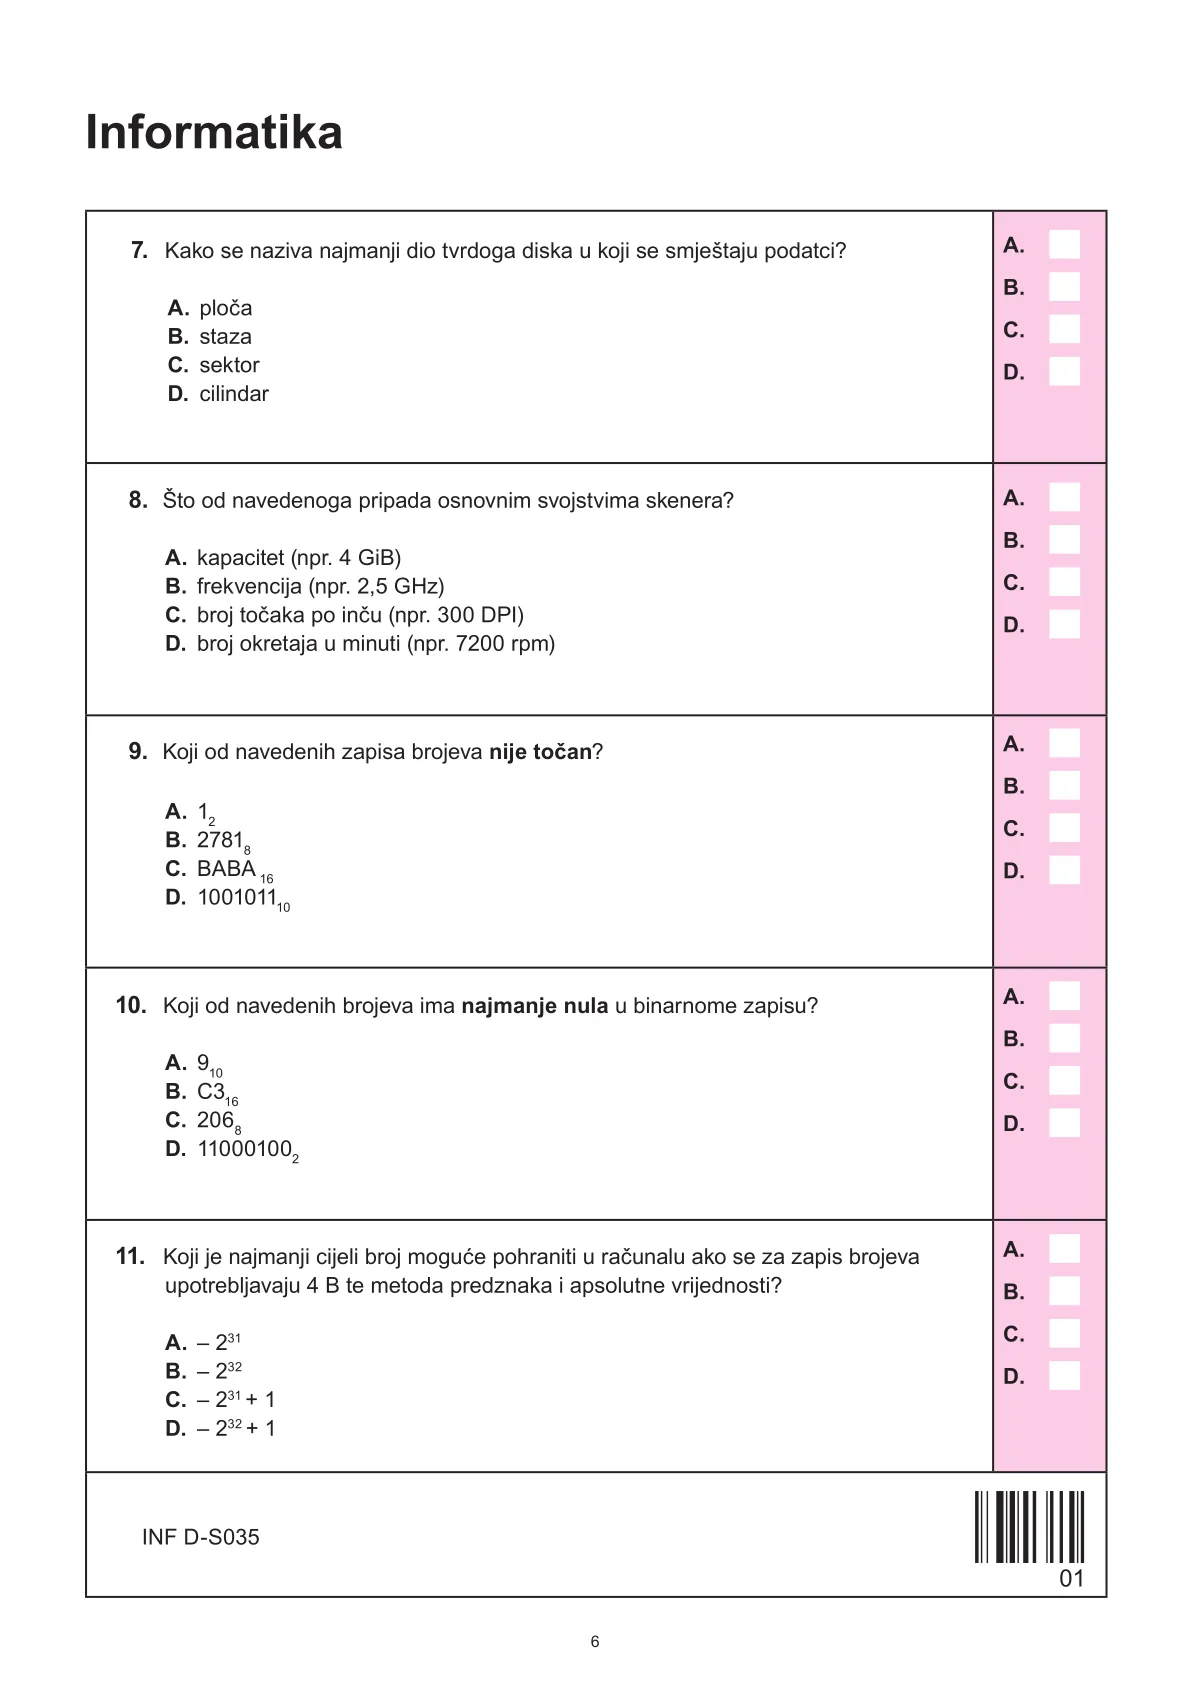 Informatika
7. Kako se naziva najmanji dio tvrdoga diska u koji se smještaju podatci?
A. ploča
B. staza
C. sektor
D. cilindar
A.
B.
C.
D.
8. Što od navedenoga pripada osnovnim svojstvima skenera?
A. kapacitet (npr. 4 GiB)
B. frekvencija (npr. 2,5 GHz)
C. broj točaka po inču (npr. 300 DPI)
D. broj okretaja u minuti (npr. 7200 rpm)
A.
B.
C.
D.
9. Koji od navedenih zapisa brojeva nije točan?
A. 1₂
B. 2781₈
C. BABA₁₆
D. 1001011₁₀
A.
B.
C.
D.
10. Koji od navedenih brojeva ima najmanje nula u binarnome zapisu?
A. 9₁₀
B. C3₁₆
C. 206₈
D. 11000100₂
A.
B.
C.
D.
11. Koji je najmanji cijeli broj moguće pohraniti u računalu ako se za zapis brojeva
upotrebljavaju 4 B te metoda predznaka i apsolutne vrijednosti?
A. – 2³¹
B. – 2³²
C. – 2³¹ + 1
D. – 2³² + 1
A.
B.
C.
D.
INF D-S035
01
6